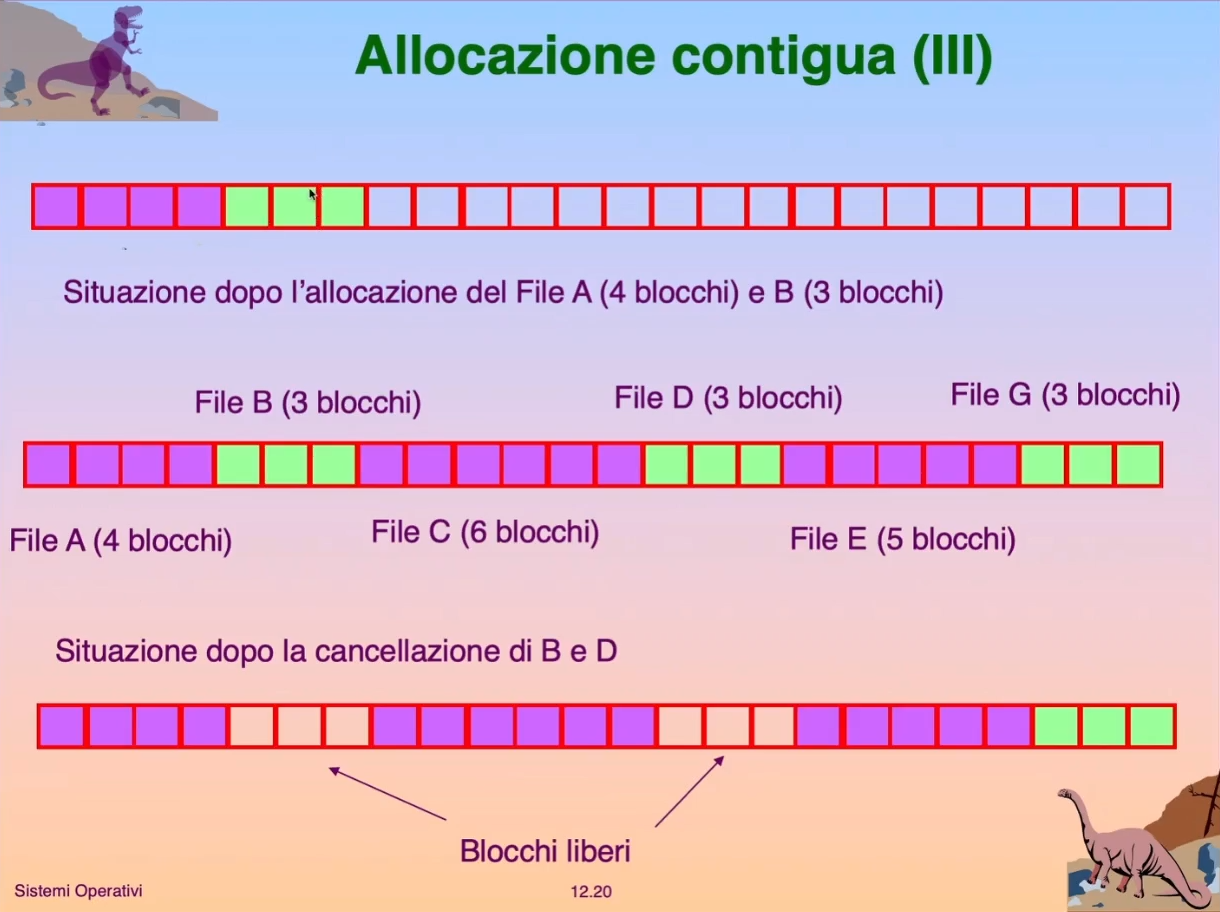 Allocazione contigua (III)
Situazione dopo l’allocazione del File A (4 blocchi) e B (3 blocchi)
File B (3 blocchi)
File D (3 blocchi)
File G (3 blocchi)
File A (4 blocchi)
File C (6 blocchi)
File E (5 blocchi)
Situazione dopo la cancellazione di B e D
Blocchi liberi
Sistemi Operativi
12.20